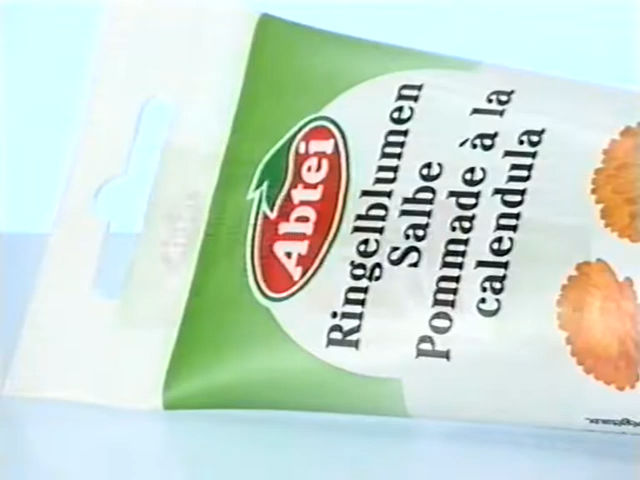 Abtei
Ringelblumen
Salbe
Pommade à la
calendula